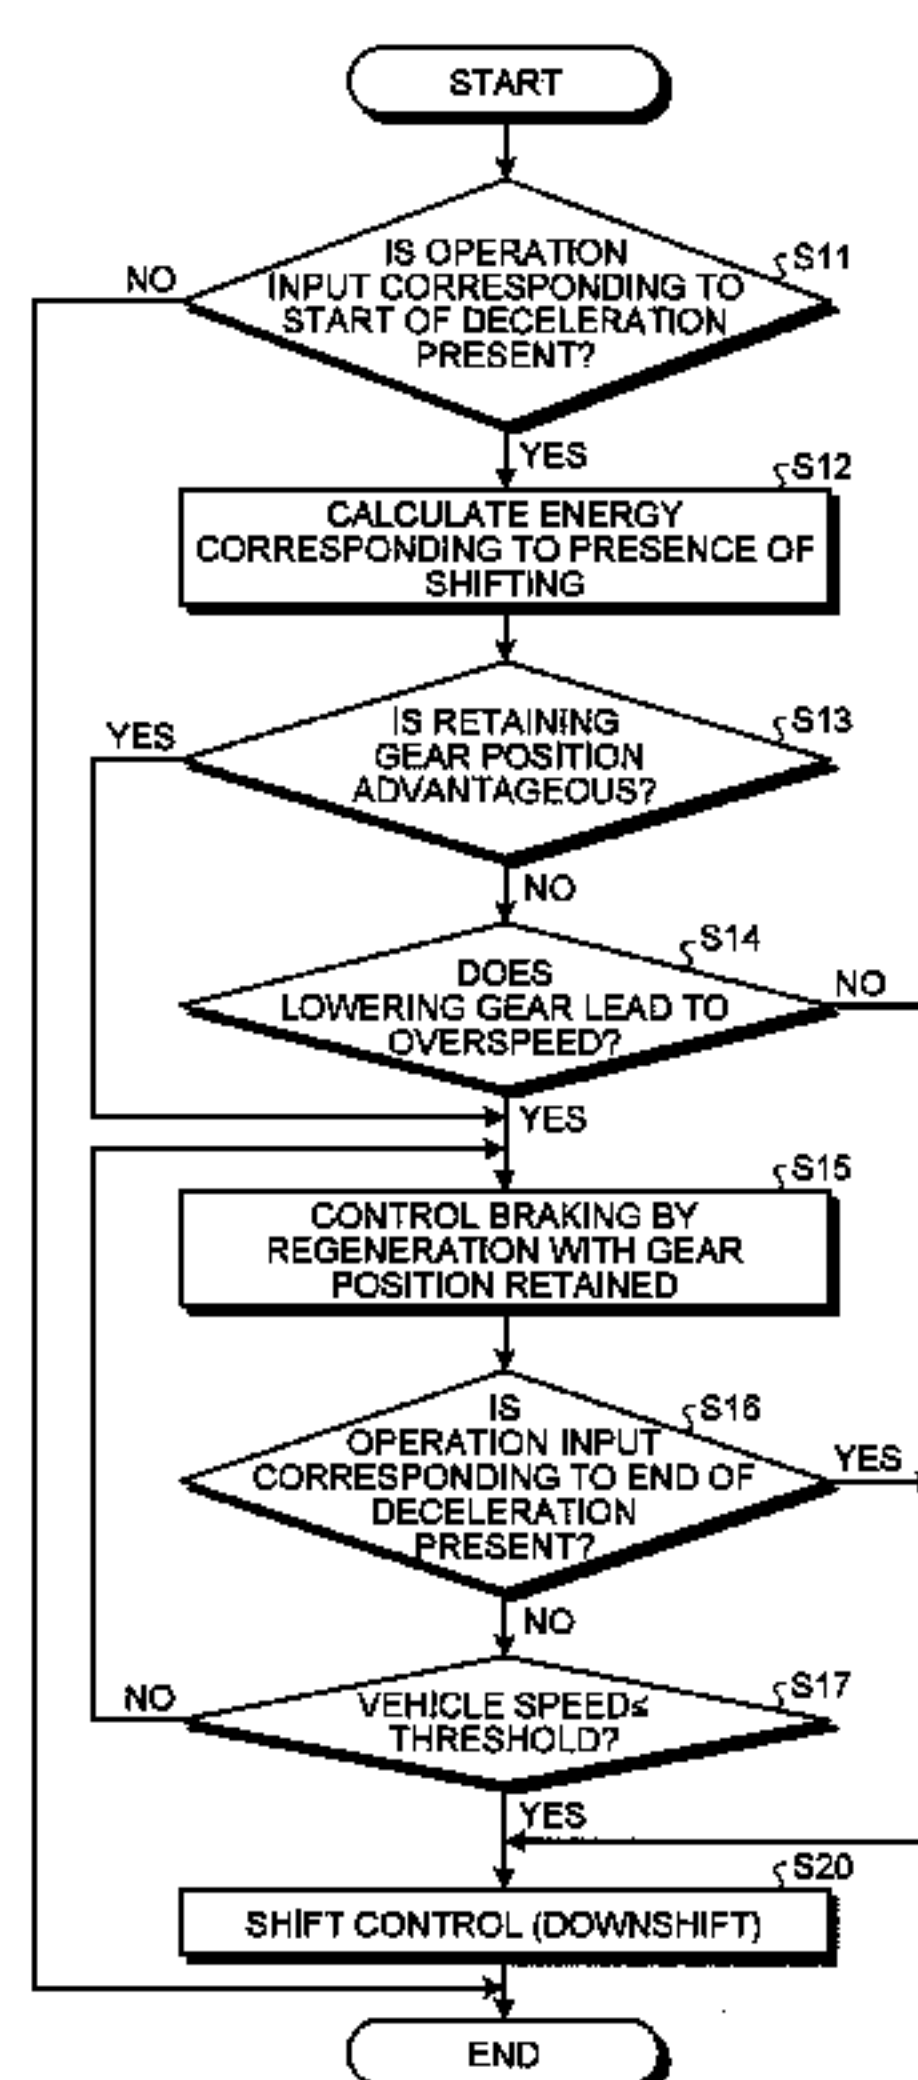 START
S11
IS OPERATION
INPUT CORRESPONDING TO
START OF DECELERATION
PRESENT?
NO
YES
S12
CALCULATE ENERGY
CORRESPONDING TO PRESENCE OF
SHIFTING
S13
IS RETAINING
GEAR POSITION
ADVANTAGEOUS?
YES
NO
S14
DOES
LOWERING GEAR LEAD TO
OVERSPEED?
NO
YES
S15
CONTROL BRAKING BY
REGENERATION WITH GEAR
POSITION RETAINED
S16
IS
OPERATION INPUT
CORRESPONDING TO END OF
DECELERATION
PRESENT?
YES
NO
S17
VEHICLE SPEED≤
THRESHOLD?
NO
YES
S20
SHIFT CONTROL (DOWNSHIFT)
END